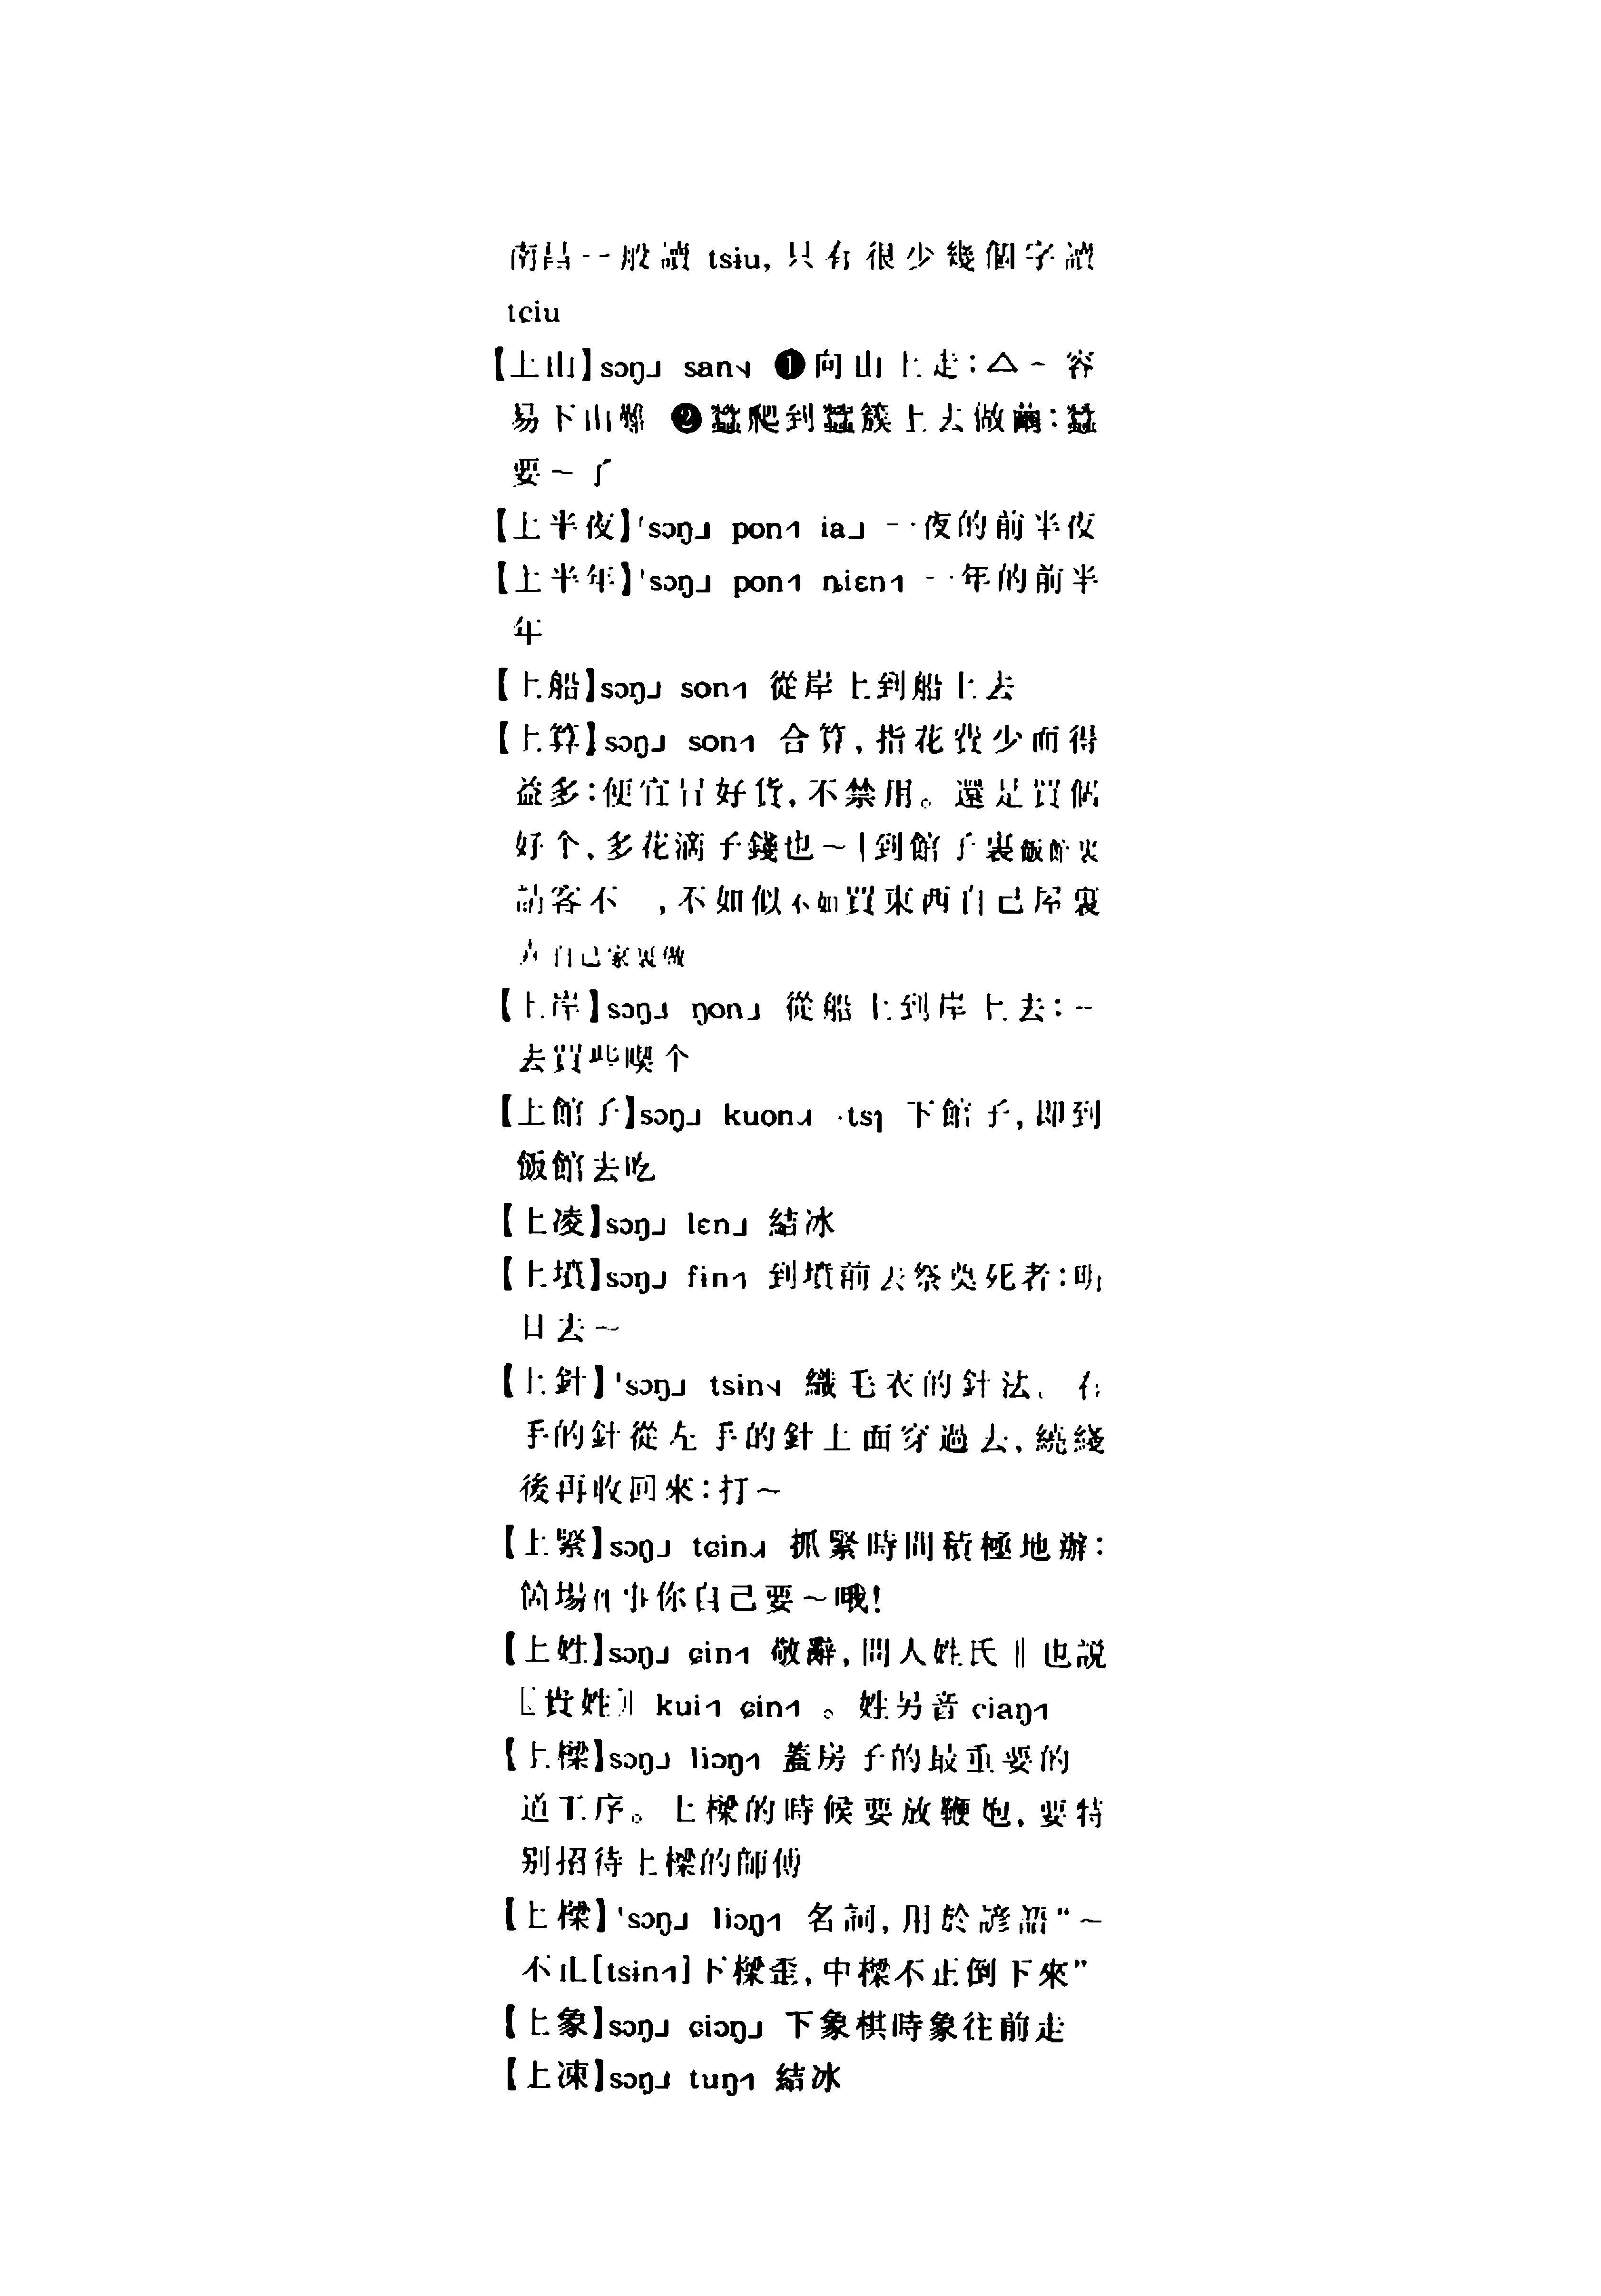 南昌一般讀 tsiu，只有很少幾個字讀
tɕiu
【上山】sɔŋ˩ san˨ ❶向山上走：△~容
易下山難 ❷蠶爬到蠶簇上去做繭：蠶
要~了
【上半夜】'sɔŋ˩ pon˦ ia˩ 一夜的前半夜
【上半年】'sɔŋ˩ pon˦ ȵiɛn˦ 一年的前半
年
【上船】sɔŋ˩ son˦ 從岸上到船上去
【上算】sɔŋ˩ son˦ 合算，指花費少而得
益多：便宜冇好貨，不禁用。還是買個
好个，多花滴子錢也~|到館子裏飯館裏
請客不 ，不如似不如買東西自己屋裏
弄自己家裏做
【上岸】sɔŋ˩ ŋon˩ 從船上到岸上去：~
去買些喫个
【上館子】sɔŋ˩ kuon˩ ·tsɿ 下館子，即到
飯館去吃
【上凌】sɔŋ˩ lɛn˩ 結冰
【上墳】sɔŋ˩ fin˦ 到墳前去祭奠死者：明
日去~
【上針】'sɔŋ˩ tsin˨ 織毛衣的針法、右
手的針從左手的針上面穿過去，繞綫
後再收回來：打~
【上緊】sɔŋ˩ tɕin˩ 抓緊時間積極地辦：
箇場事你自己要~哦！
【上姓】sɔŋ˩ ɕin˦ 敬辭，問人姓氏‖也説
〖貴姓〗 kui˦ ɕin˦ 。姓另音 ɕiaŋ˦
【上樑】sɔŋ˩ liɔŋ˦ 蓋房子的最重要的
道工序。上樑的時候要放鞭炮，要特
别招待上樑的師傅
【上樑】'sɔŋ˩ liɔŋ˦ 名詞，用於諺語“~
不正[tsin˦]下樑歪，中樑不正倒下來”
【上象】sɔŋ˩ ɕiɔŋ˩ 下象棋時象往前走
【上凍】sɔŋ˩ tuŋ˦ 結冰